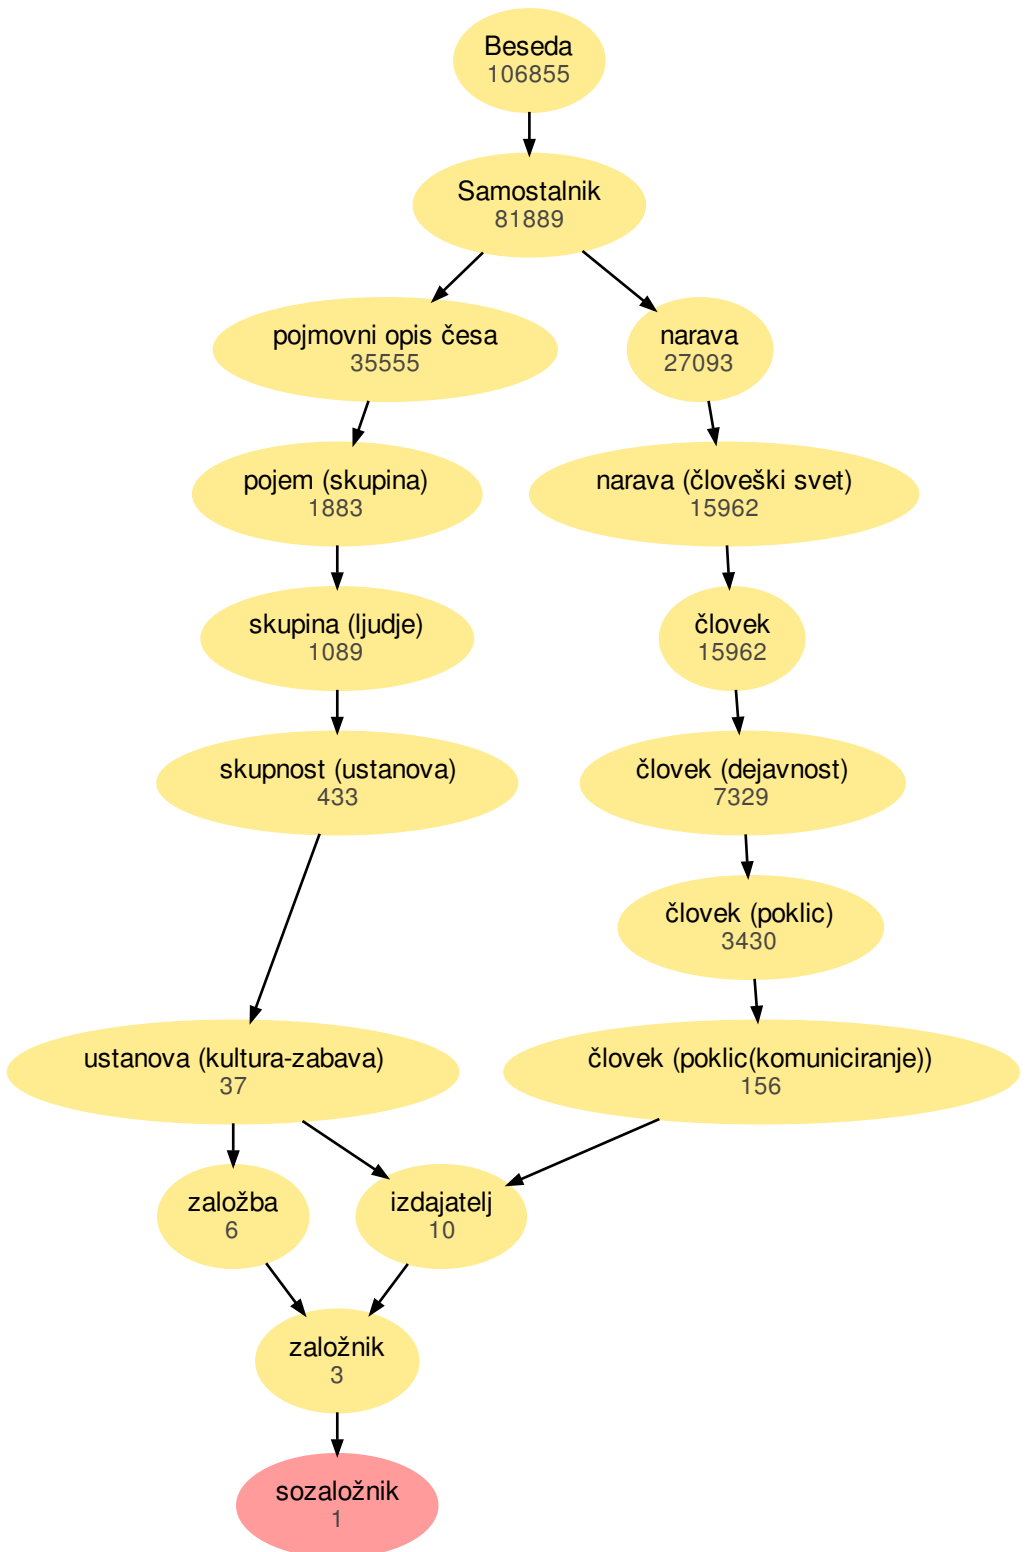 Beseda
106855
Samostalnik
81889
pojmovni opis česa
35555
narava
27093
pojem (skupina)
1883
narava (človeški svet)
15962
skupina (ljudje)
1089
človek
15962
skupnost (ustanova)
433
človek (dejavnost)
7329
človek (poklic)
3430
ustanova (kultura-zabava)
37
človek (poklic(komuniciranje))
156
založba
6
izdajatelj
10
založnik
3
sozaložnik
1